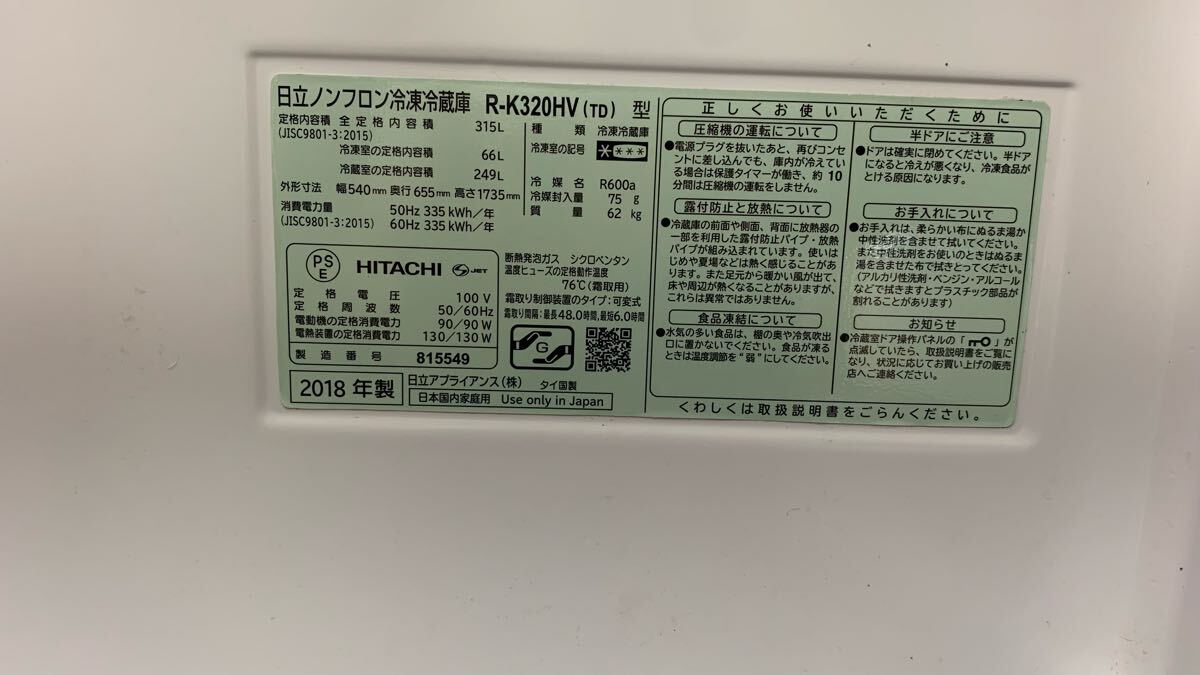 日立ノンフロン冷凍冷蔵庫 R-K320HV(TD) 型
定格内容積 全定格内容積 315L
(JISC9801-3:2015)
冷凍室の定格内容積 66L
冷蔵室の定格内容積 249L
外形寸法 幅540mm 奥行655mm 高さ1735mm
消費電力量 50Hz 335kWh/年
(JISC9801-3:2015) 60Hz 335kWh/年
種類 冷凍冷蔵庫
冷凍室の記号 ****
冷媒名 R600a
冷媒封入量 75g
質量 62kg
PS
E
HITACHI JET
定格電圧 100V
定格周波数 50/60Hz
電動機の定格消費電力 90/90W
電熱装置の定格消費電力 130/130W
製造番号 815549
断熱発泡ガス シクロペンタン
温度ヒューズの定格動作温度
76℃(霜取用)
霜取り制御装置のタイプ:可変式
霜取り間隔:最長48.0時間,最短6.0時間
G
2018年製
日立アプライアンス(株) タイ国製
日本国内家庭用 Use only in Japan
正しくお使いいただくために
圧縮機の運転について
●電源プラグを抜いたあと、再びコンセ
ントに差し込んでも、庫内が冷えてい
る場合は保護タイマーが働き、約10
分間は圧縮機の運転をしません。
露付防止と放熱について
●冷蔵庫の前面や側面、背面に放熱器の
一部を利用した露付防止パイプ・放熱
パイプが組み込まれています。使いは
じめや夏場などは熱く感じることがあ
ります。また足元から暖かい風が出て、
床や周辺が熱くなることがありますが、
これらは異常ではありません。
食品凍結について
●水気の多い食品は、棚の奥や冷気吹出
口に置かないでください。食品が凍る
ときは温度調節を“弱”にしてください。
半ドアにご注意
●ドアは確実に閉めてください。半ドア
になると冷えが悪くなり、冷凍食品が
とける原因になります。
お手入れについて
●お手入れは、柔らかい布にぬるま湯か
中性洗剤を含ませて拭いてください。
また中性洗剤をお使いのときはぬるま
湯を含ませた布で拭きとってください。
(アルカリ性洗剤・ベンジン・アルコール
などで拭きますとプラスチック部品が
割れることがあります)
お知らせ
●冷蔵室ドア操作パネルの「 」が
点滅していたら、取扱説明書をご覧に
なり、状況に応じてお買い上げの販売
店へご連絡ください。
くわしくは取扱説明書をごらんください。